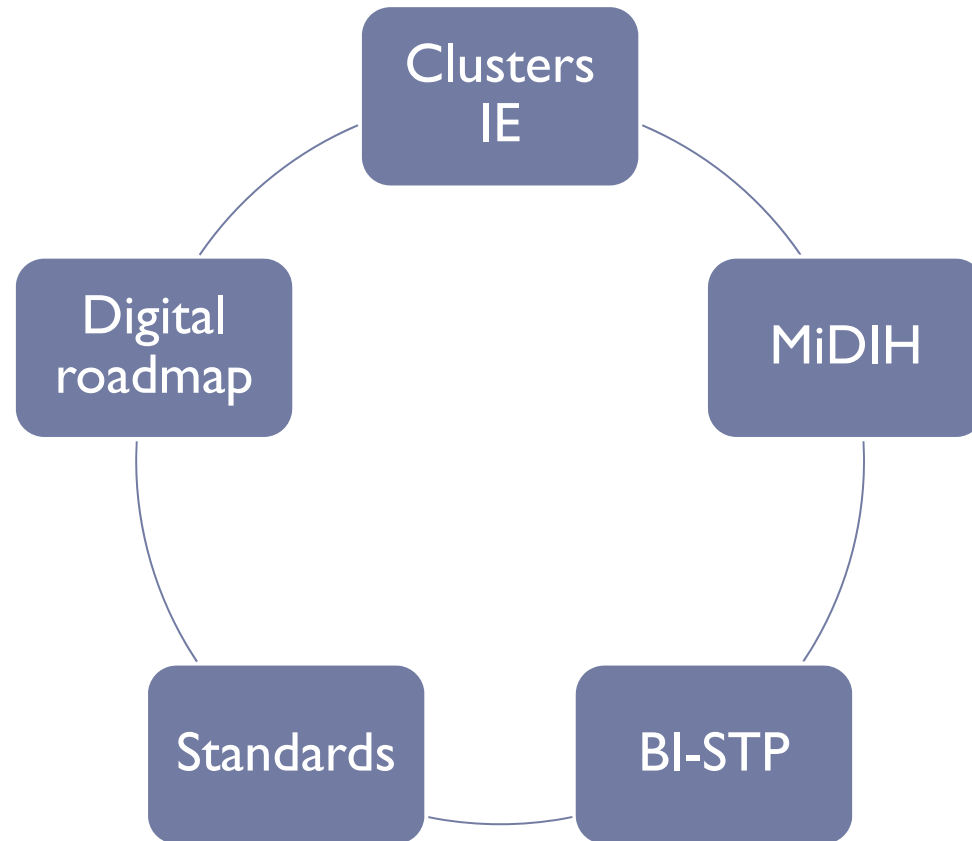 Clusters
IE
Digital
roadmap
MiDIH
Standards
BI-STP